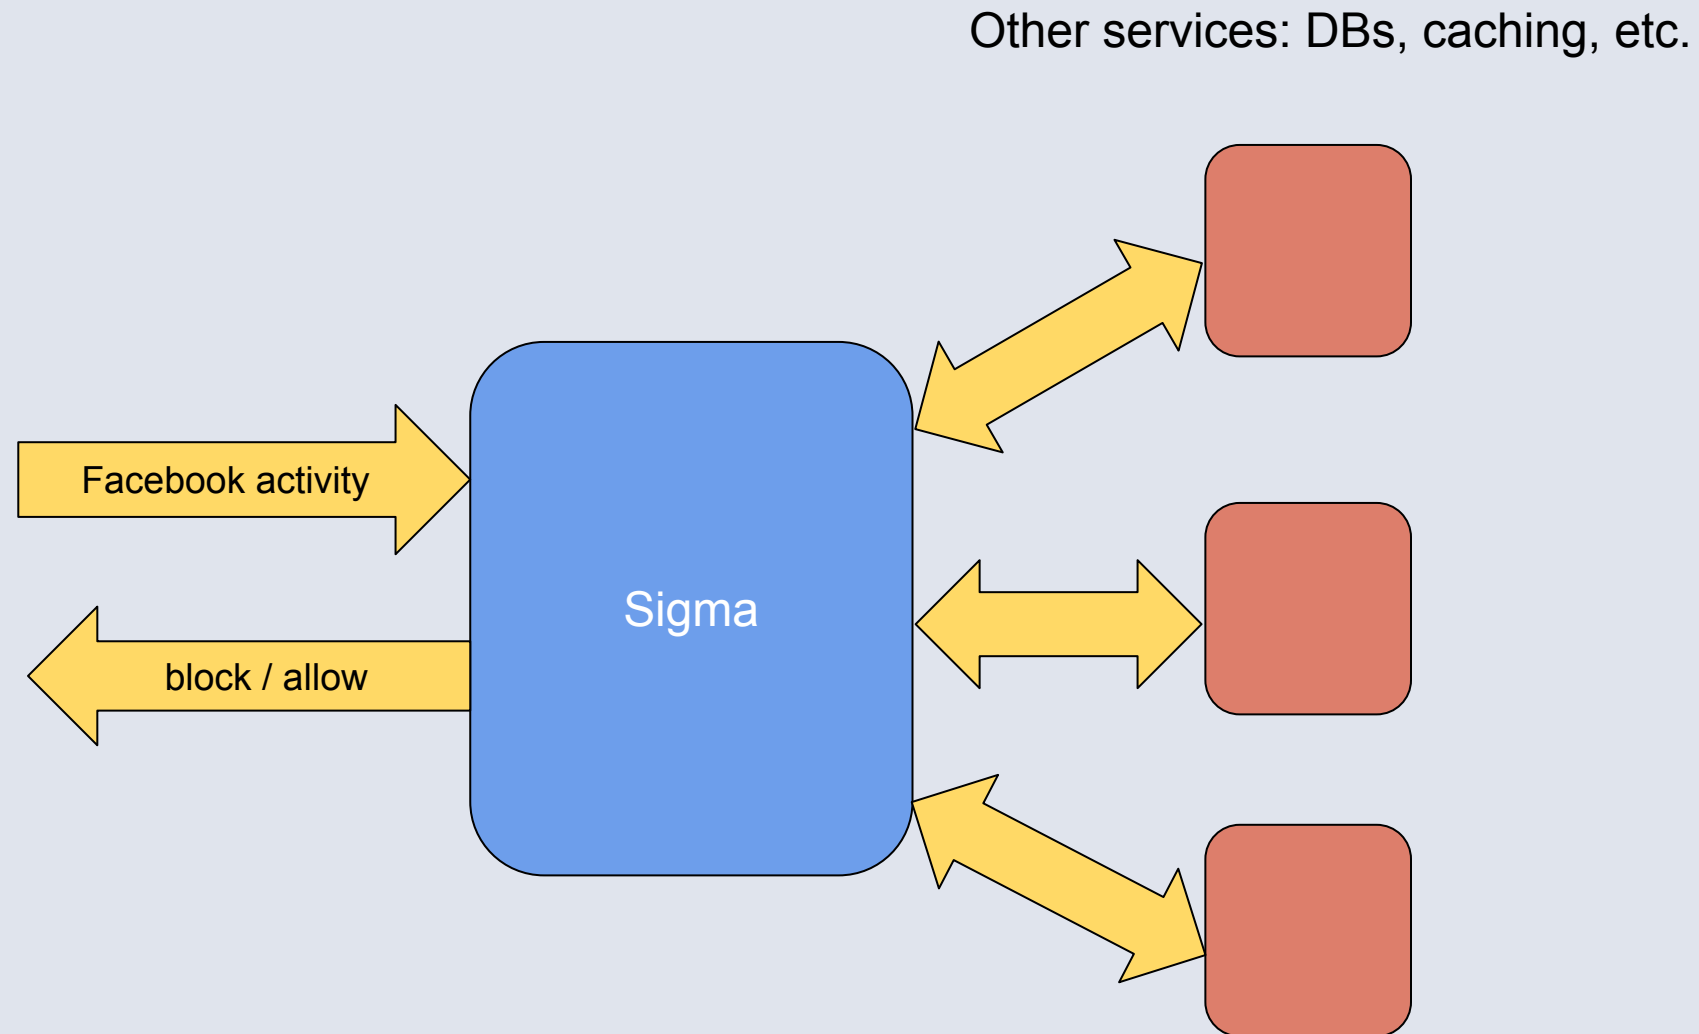 Other services: DBs, caching, etc.
Facebook activity
Sigma
block / allow